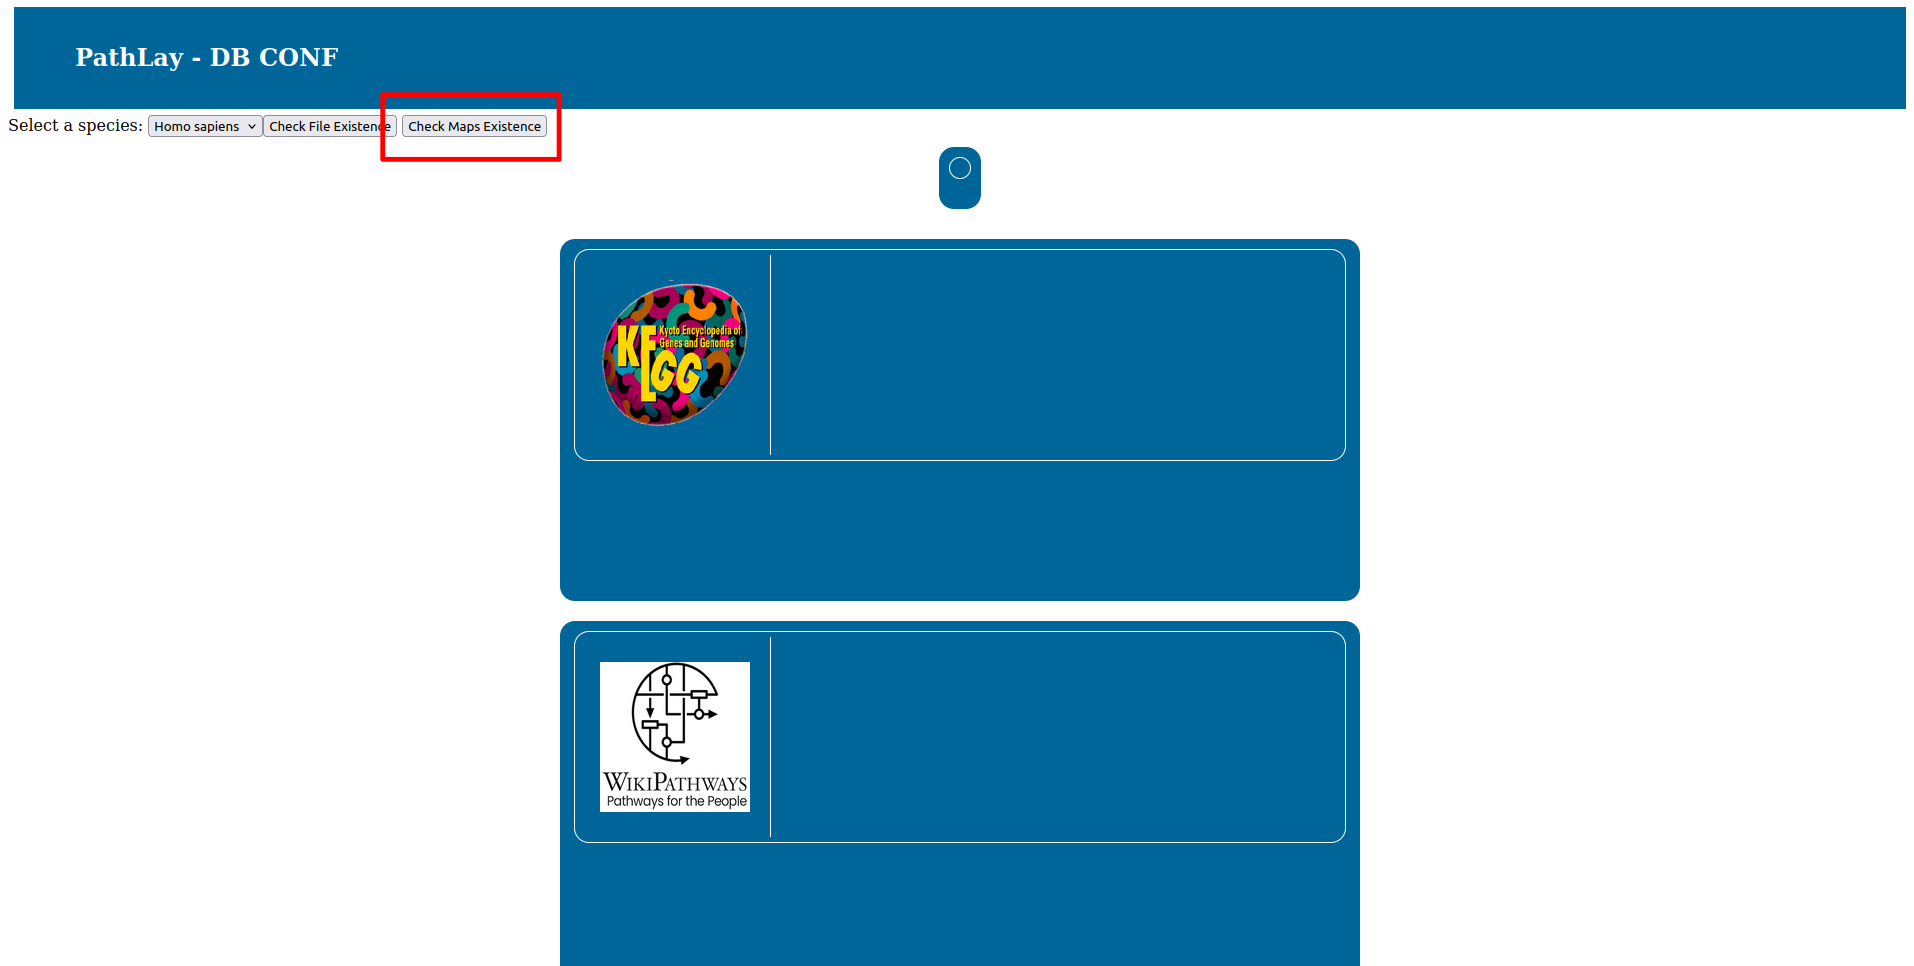 PathLay - DB CONF
Select a species: Homo sapiens Check File Existence Check Maps Existence
Kyoto Encyclopedia of
Genes and Genomes
KEGG
WIKIPATHWAYS
Pathways for the People